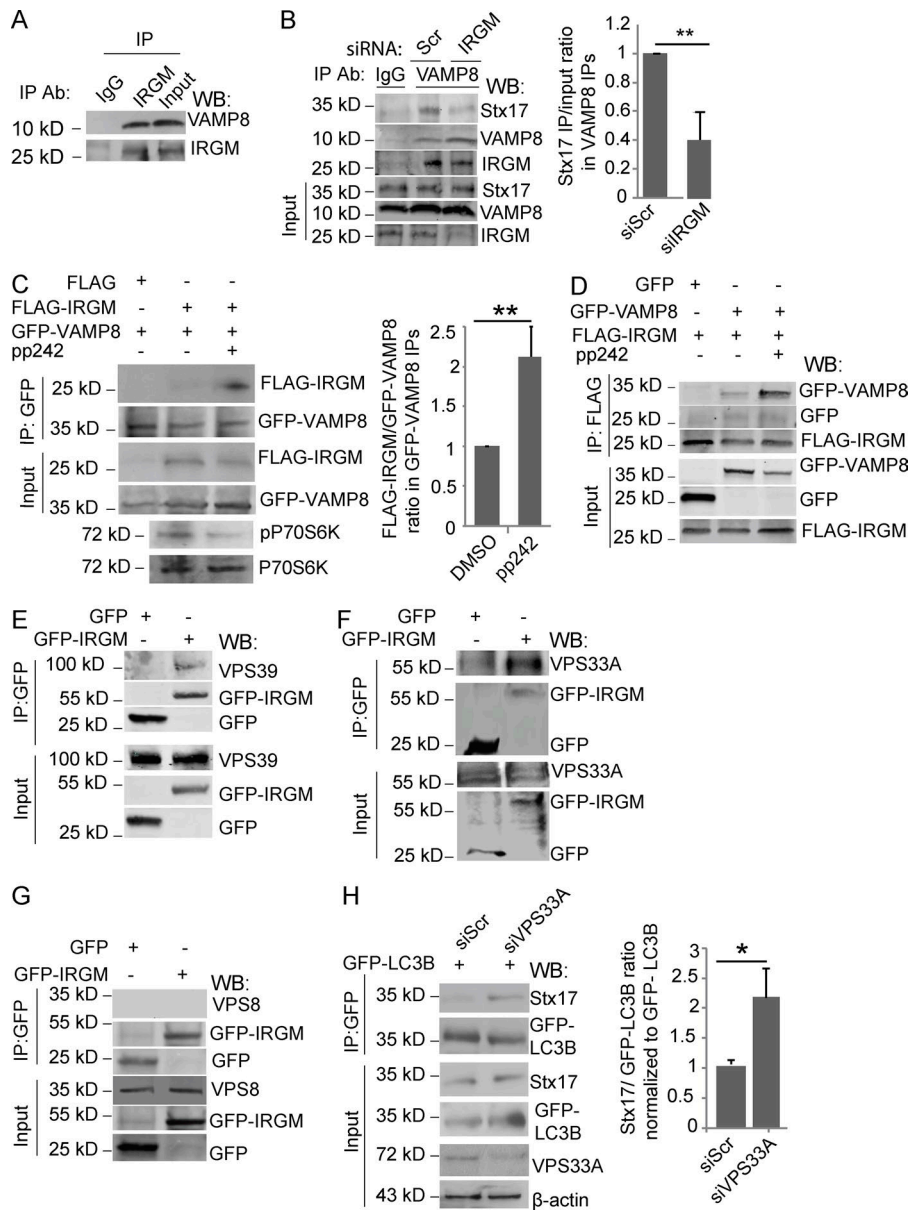 A
IP
IP Ab: IgG IRGM Input WB:
10 kD VAMP8
25 kD IRGM
B
siRNA: Scr IRGM
IP Ab: IgG VAMP8
35 kD Stx17
10 kD VAMP8
25 kD IRGM
Input
35 kD Stx17
10 kD VAMP8
25 kD IRGM
Stx17 IP/input ratio
in VAMP8 IPs
**
1.2
1
0.8
0.6
0.4
0.2
0
siScr
siIRGM
C
FLAG + - -
FLAG-IRGM - + +
GFP-VAMP8 + + +
pp242 - - +
IP: GFP
25 kD FLAG-IRGM
35 kD GFP-VAMP8
Input
25 kD FLAG-IRGM
35 kD GFP-VAMP8
72 kD pP70S6K
72 kD P70S6K
FLAG-IRGM/GFP-VAMP8
ratio in GFP-VAMP8 IPs
**
2.5
2
1.5
1
0.5
0
DMSO
pp242
D
GFP + - -
GFP-VAMP8 - + +
FLAG-IRGM + + +
pp242 - - +
WB:
IP: FLAG
35 kD GFP-VAMP8
25 kD GFP
25 kD FLAG-IRGM
Input
35 kD GFP-VAMP8
25 kD GFP
25 kD FLAG-IRGM
E
GFP + -
GFP-IRGM - + WB:
IP:GFP
100 kD VPS39
55 kD GFP-IRGM
25 kD GFP
Input
100 kD VPS39
55 kD GFP-IRGM
25 kD GFP
F
GFP + -
GFP-IRGM - + WB:
IP:GFP
55 kD VPS33A
55 kD GFP-IRGM
25 kD GFP
Input
55 kD VPS33A
55 kD GFP-IRGM
25 kD GFP
G
GFP + -
GFP-IRGM - + WB:
IP:GFP
35 kD VPS8
55 kD GFP-IRGM
25 kD GFP
Input
35 kD VPS8
55 kD GFP-IRGM
25 kD GFP
H
siScr siVPS33A
GFP-LC3B + + WB:
IP:GFP
35 kD Stx17
35 kD GFP-
LC3B
Input
35 kD Stx17
35 kD GFP-
LC3B
72 kD VPS33A
43 kD β-actin
Stx17/ GFP-LC3B ratio
normalized to GFP-LC3B
*
3
2.5
2
1.5
1
0.5
0
siScr
siVPS33A